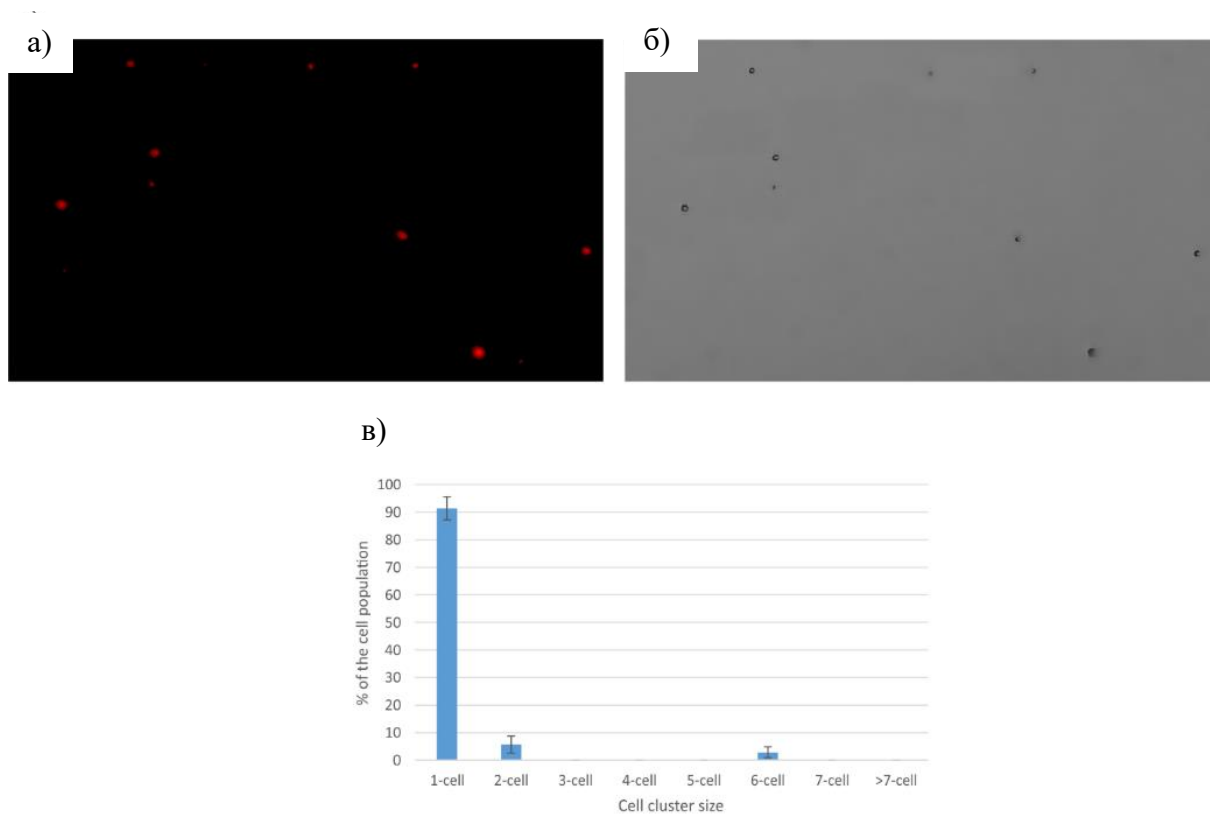 а)
б)
в)
100
90
80
70
60
50
40
30
20
10
0
% of the cell population
1-cell 2-cell 3-cell 4-cell 5-cell 6-cell 7-cell >7-cell
Cell cluster size